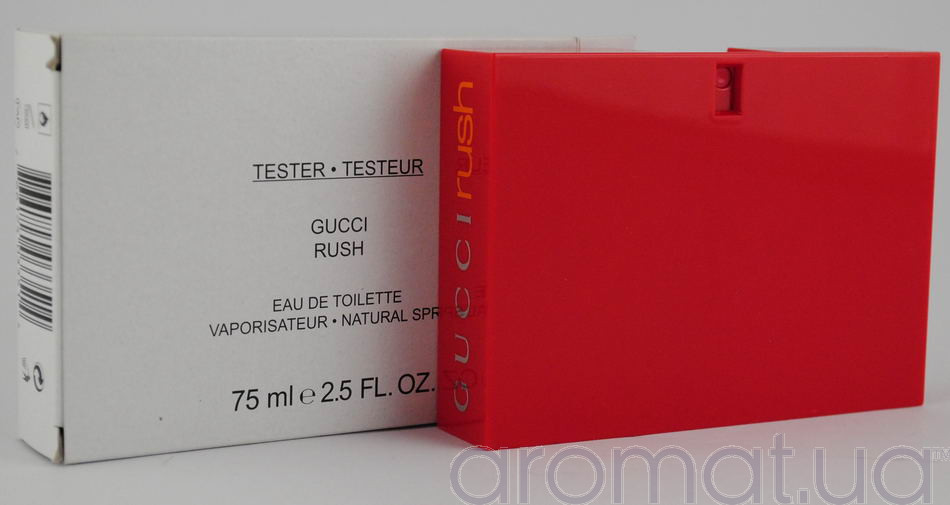 TESTER • TESTEUR
GUCCI
RUSH
EAU DE TOILETTE
VAPORISATEUR • NATURAL SPR
75 ml e 2.5 FL. OZ.
GUCCI rush
aromat.ua